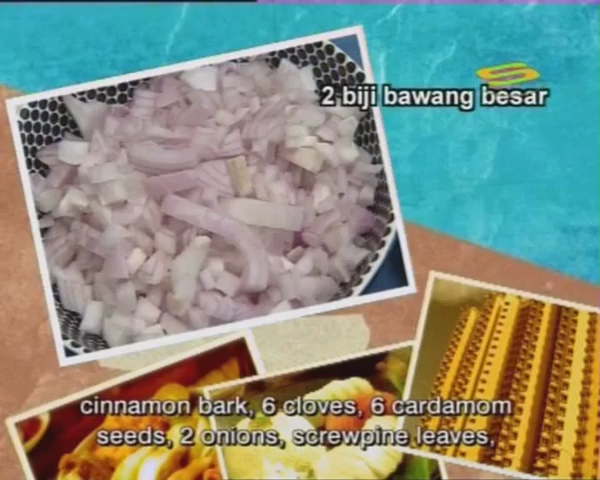 2 biji bawang besar
cinnamon bark, 6 cloves, 6 cardamom
seeds, 2 onions, screwpine leaves,